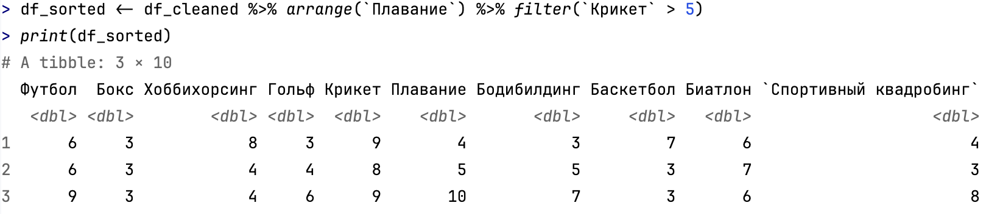 > df_sorted <- df_cleaned %>% arrange(`Плавание`) %>% filter(`Крикет` > 5)
> print(df_sorted)
# A tibble: 3 × 10
  Футбол  Бокс Хоббихорсинг Гольф Крикет Плавание Бодибилдинг Баскетбол Биатлон `Спортивный квадробинг`
   <dbl> <dbl>        <dbl> <dbl>  <dbl>    <dbl>       <dbl>     <dbl>   <dbl>                   <dbl>
1      6     3            8     3      9        4           3         7       6                       4
2      6     3            4     4      8        5           5         3       7                       3
3      9     3            4     6      9       10           7         3       6                       8